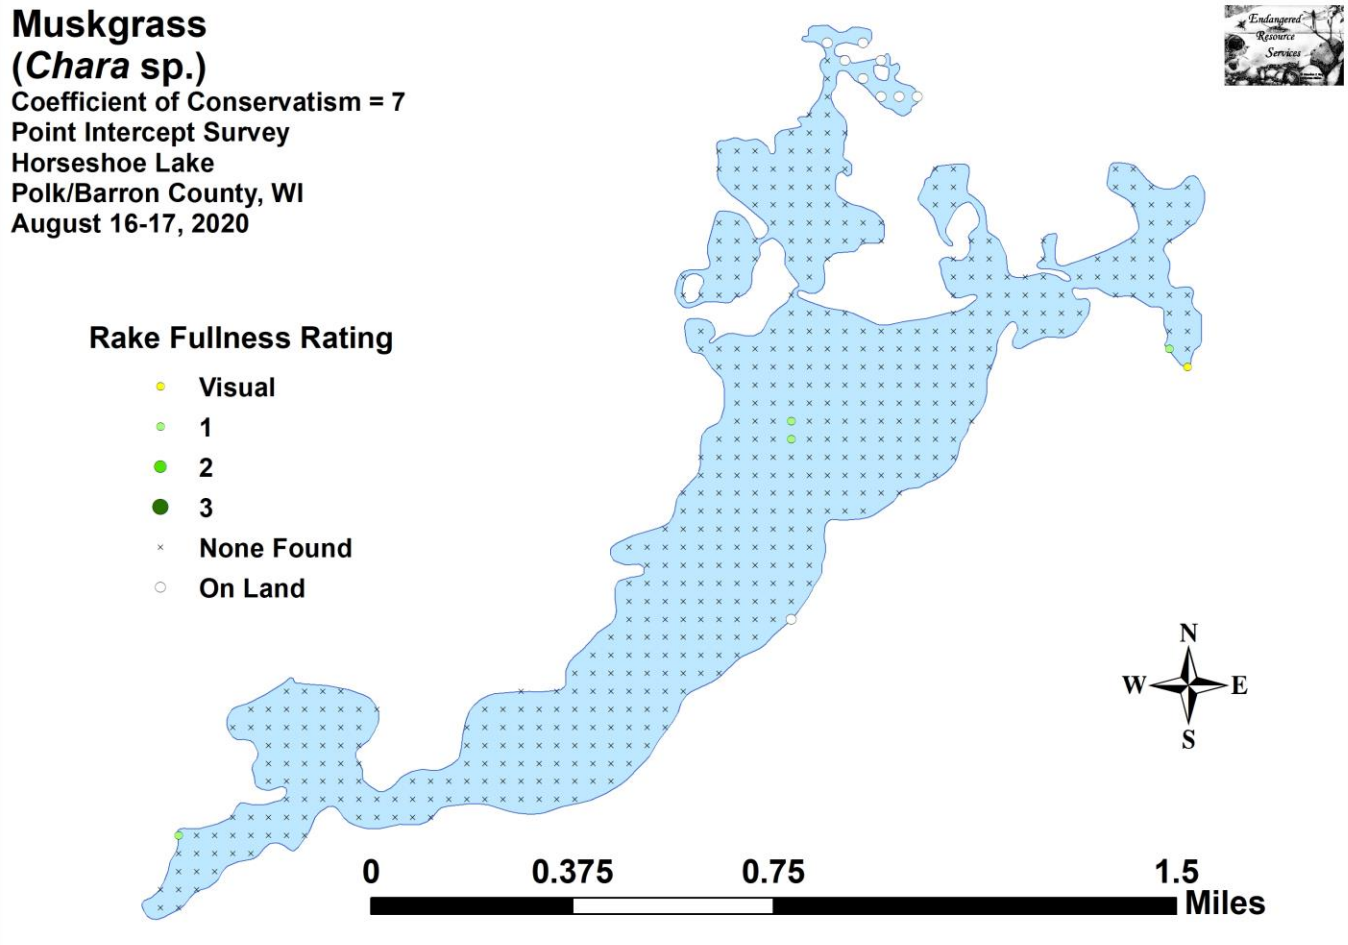 Muskgrass
(Chara sp.)
Coefficient of Conservatism = 7
Point Intercept Survey
Horseshoe Lake
Polk/Barron County, WI
August 16-17, 2020
Endangered
Resource
Services
Rake Fullness Rating
Visual
1
2
3
None Found
On Land
N
W E
S
0 0.375 0.75 1.5
Miles